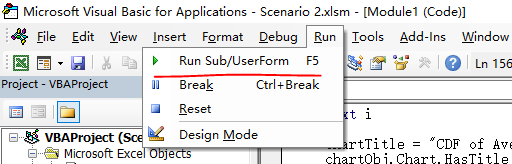 Microsoft Visual Basic for Applications - Scenario 2.xlsm - [Module1 (Code)]
File Edit View Insert Format Debug Run Tools Add-Ins Window
Run Sub/UserForm F5
Break Ctrl+Break
Reset
Design Mode
Ln 156
Project - VBAProject
VBAProject (Sce
Microsoft Excel Objects
ext i
hartTitle = "CDF of Ave
chartObj.Chart.HasTitle